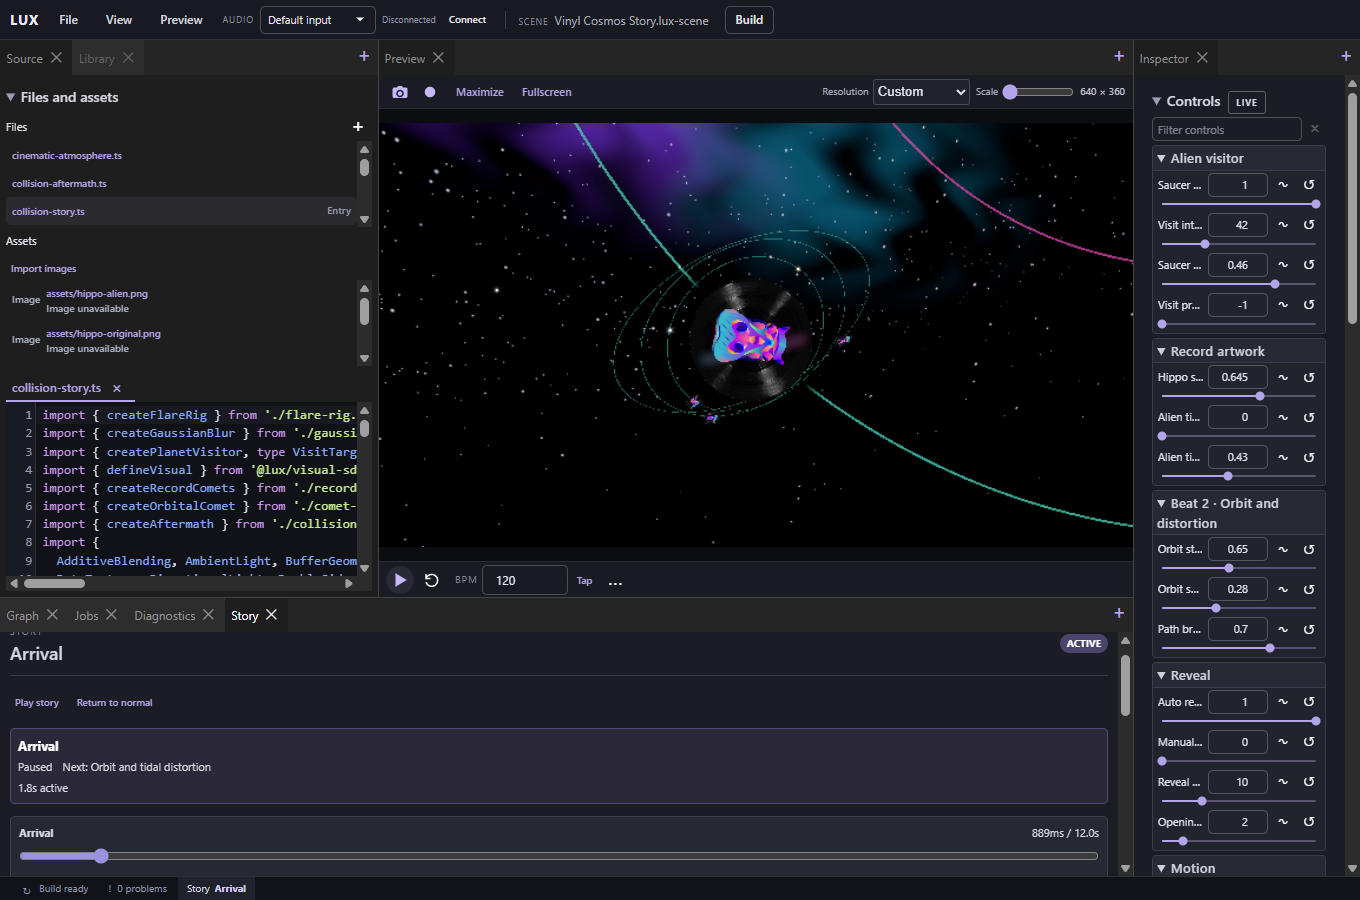 LUX File View Preview AUDIO Default input Disconnected Connect SCENE Vinyl Cosmos Story.lux-scene Build
Source Library
Files and assets
Files
cinematic-atmosphere.ts
collision-aftermath.ts
collision-story.ts Entry
Assets
Import images
Image assets/hippo-alien.png
Image unavailable
Image assets/hippo-original.png
Image unavailable
collision-story.ts
1 import { createFlareRig } from './flare-rig.
2 import { createGaussianBlur } from './gaussi
3 import { createPlanetVisitor, type VisitTarg
4 import { defineVisual } from '@lux/visual-sd
5 import { createRecordComets } from './record
6 import { createOrbitalComet } from './comet-
7 import { createAftermath } from './collision
8 import {
9 AdditiveBlending, AmbientLight, BufferGeom
Preview
Maximize Fullscreen Resolution Custom Scale 640 × 360
BPM 120 Tap ...
Graph Jobs Diagnostics Story
Arrival ACTIVE
Play story Return to normal
Arrival
Paused Next: Orbit and tidal distortion
1.8s active
Arrival 889ms / 12.0s
Inspector
Controls LIVE
Filter controls
Alien visitor
Saucer ... 1
Visit int... 42
Saucer ... 0.46
Visit pr... -1
Record artwork
Hippo s... 0.645
Alien ti... 0
Alien ti... 0.43
Beat 2 · Orbit and
distortion
Orbit st... 0.65
Orbit s... 0.28
Path br... 0.7
Reveal
Auto re... 1
Manual... 0
Reveal ... 10
Openin... 2
Motion
Build ready ! 0 problems Story Arrival